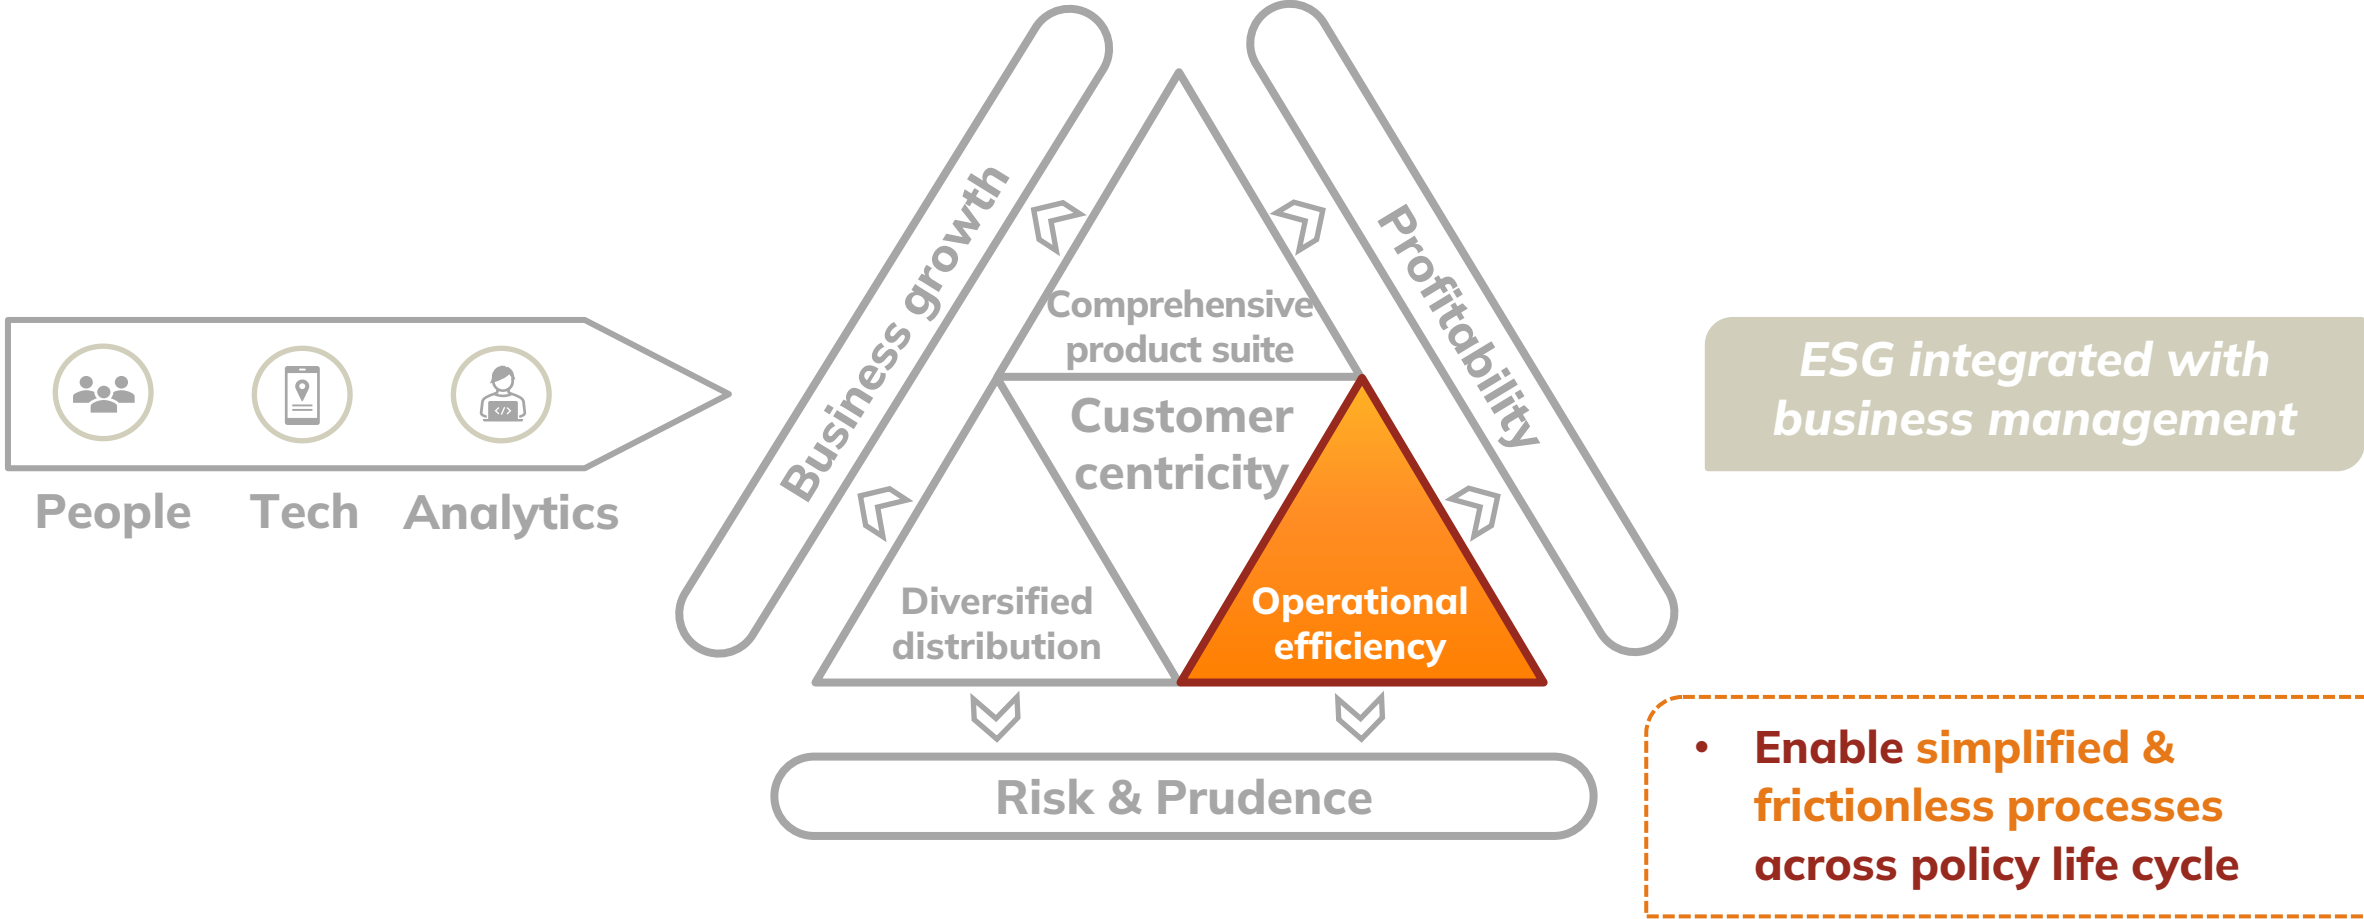 Business growth
Profitability
Comprehensive
product suite
ESG integrated with
business management
Customer
centricity
People
Tech
Analytics
Diversified
distribution
Operational
efficiency
Risk & Prudence
• Enable simplified &
frictionless processes
across policy life cycle